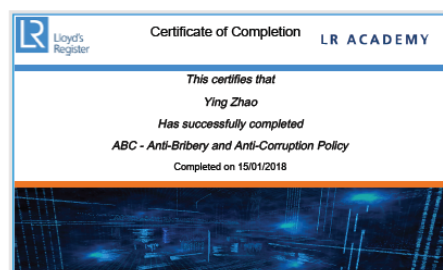 Lloyd's
Register
Certificate of Completion
LR ACADEMY
This certifies that
Ying Zhao
Has successfully completed
ABC - Anti-Bribery and Anti-Corruption Policy
Completed on 15/01/2018